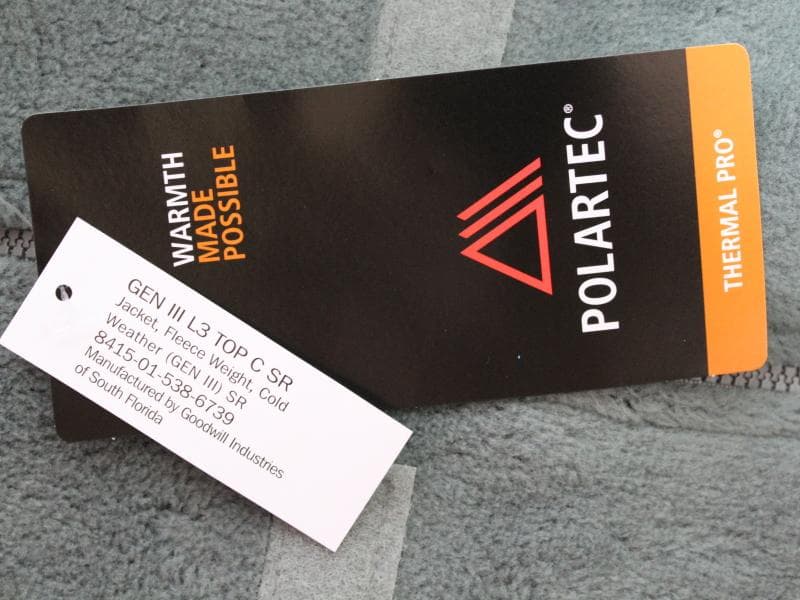 WARMTH
MADE
POSSIBLE
POLARTEC®
THERMAL PRO®
GEN III L3 TOP C SR
Jacket, Fleece Weight, Cold
Weather (GEN III) SR
8415-01-538-6739
Manufactured by Goodwill Industries
of South Florida